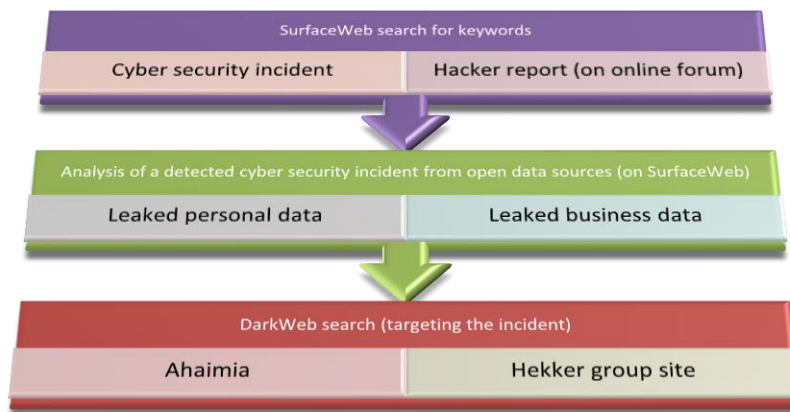 SurfaceWeb search for keywords
Cyber security incident
Hacker report (on online forum)
Analysis of a detected cyber security incident from open data sources (on SurfaceWeb)
Leaked personal data
Leaked business data
DarkWeb search (targeting the incident)
Ahaimia
Hekker group site